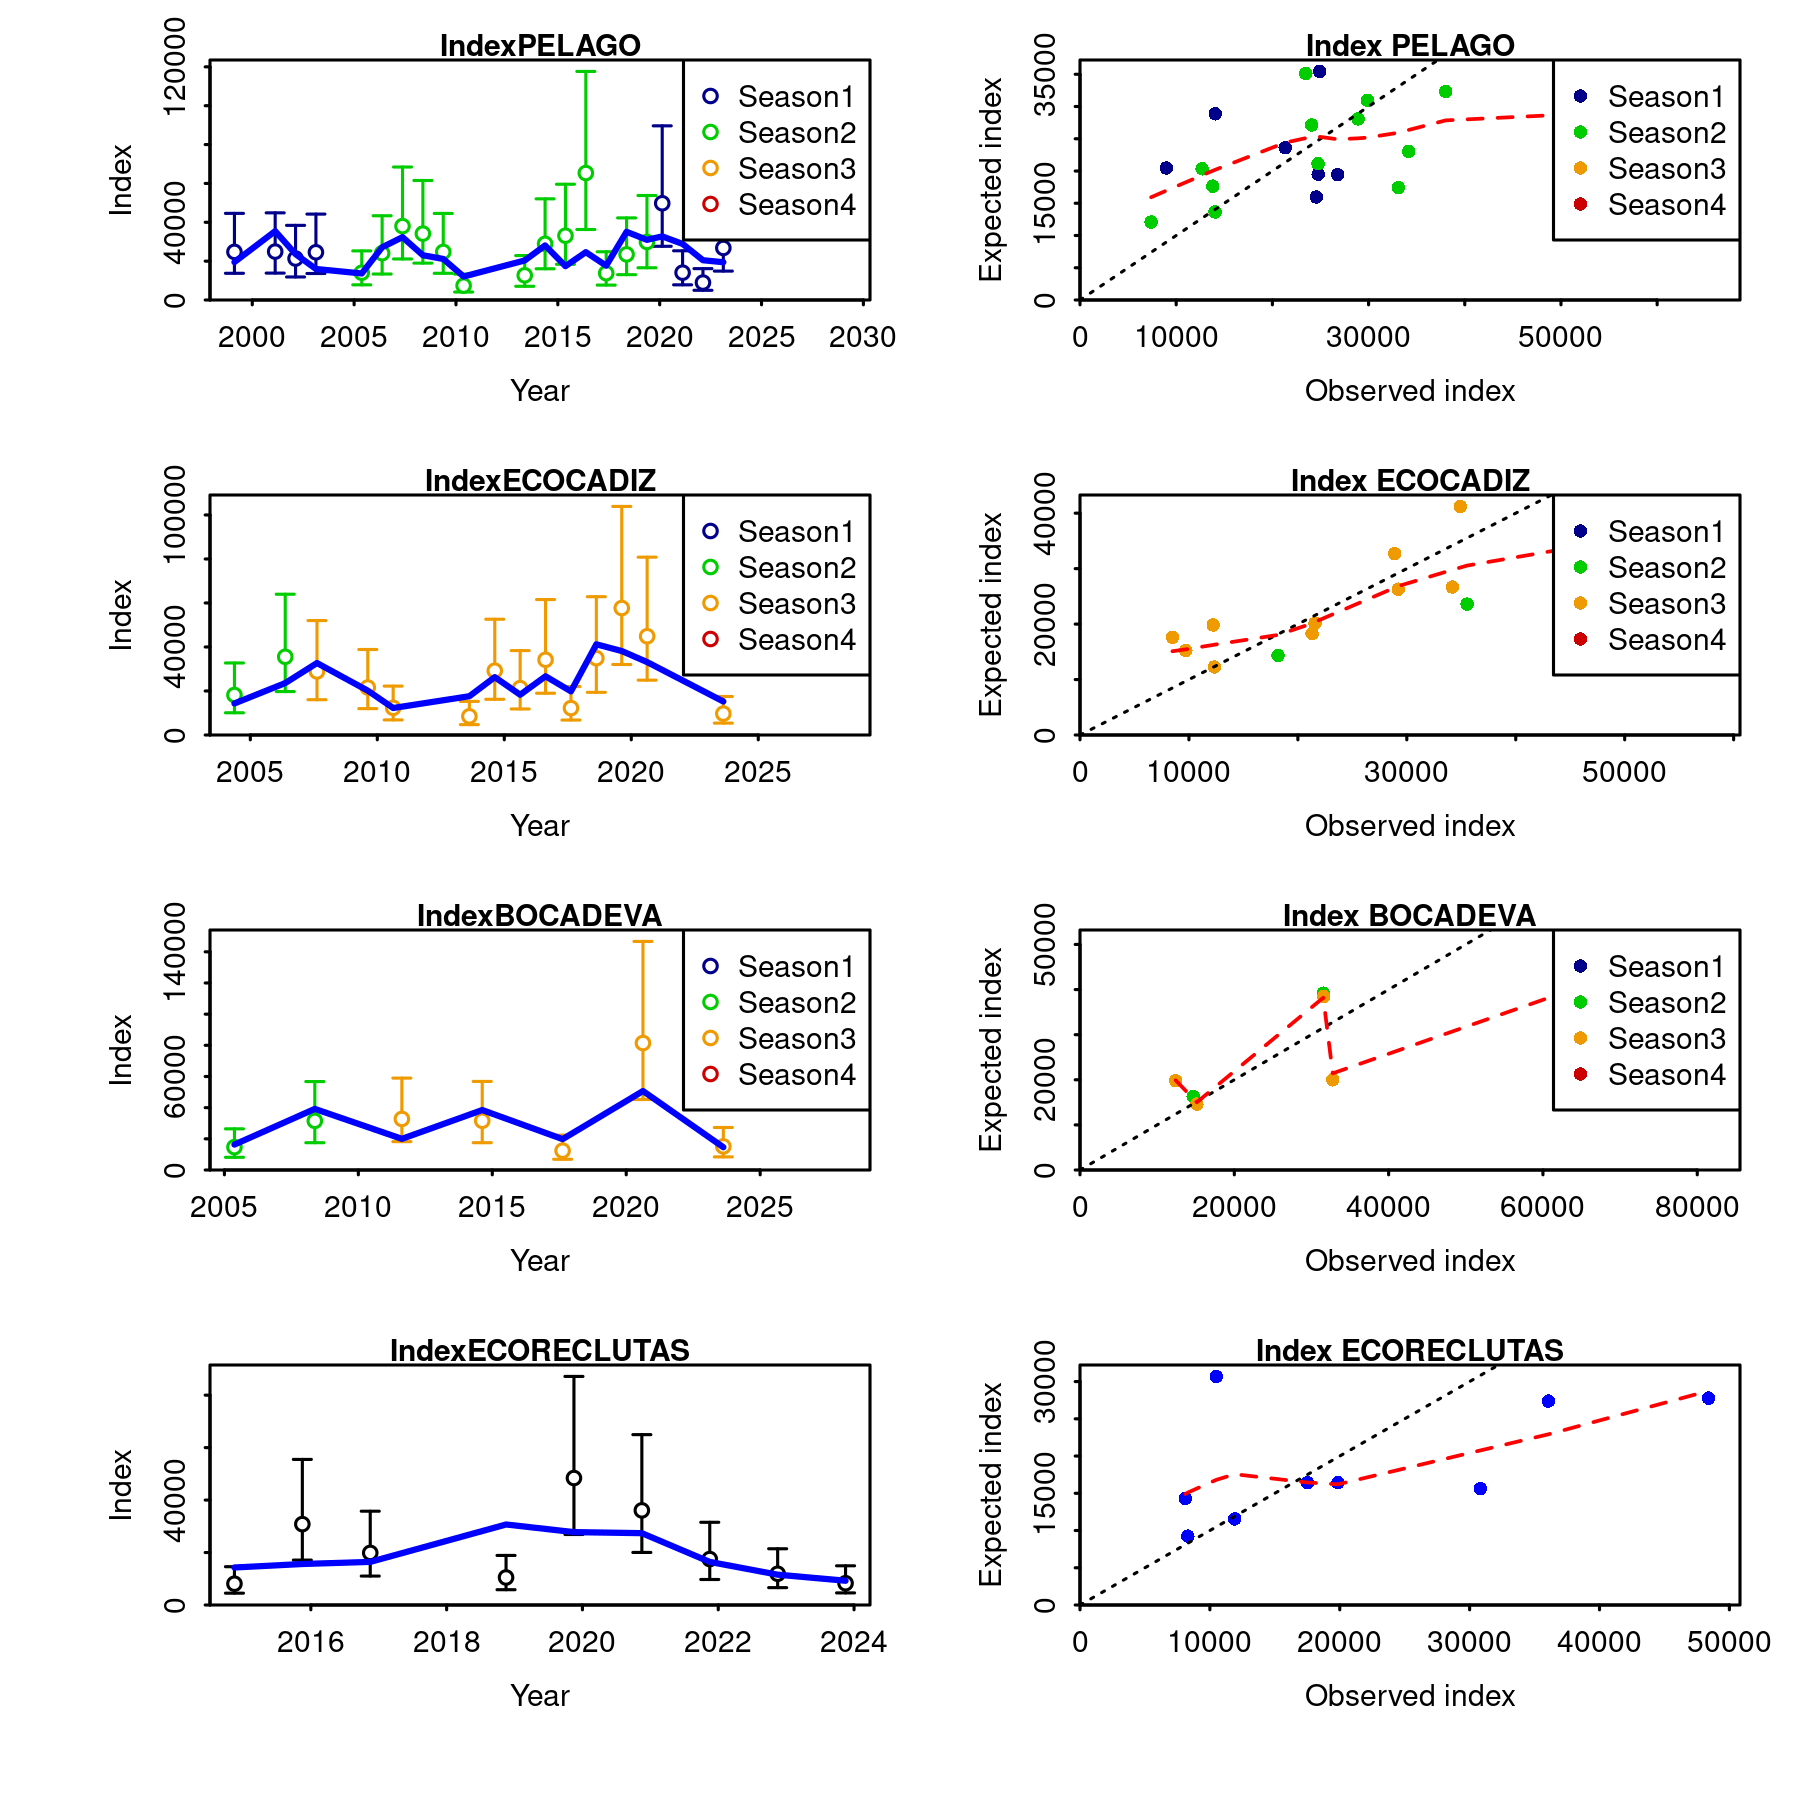 IndexPELAGO
Index
120000
40000
0
Season1
Season2
Season3
Season4
2000 2005 2010 2015 2020 2025 2030
Year
Index PELAGO
Expected index
35000
15000
0
Season1
Season2
Season3
Season4
0 10000 30000 50000
Observed index
IndexECOCADIZ
Index
100000
40000
0
Season1
Season2
Season3
Season4
2005 2010 2015 2020 2025
Year
Index ECOCADIZ
Expected index
40000
20000
0
Season1
Season2
Season3
Season4
0 10000 30000 50000
Observed index
IndexBOCADEVA
Index
140000
60000
0
Season1
Season2
Season3
Season4
2005 2010 2015 2020 2025
Year
Index BOCADEVA
Expected index
50000
20000
0
Season1
Season2
Season3
Season4
0 20000 40000 60000 80000
Observed index
IndexECORECLUTAS
Index
40000
0
2016 2018 2020 2022 2024
Year
Index ECORECLUTAS
Expected index
30000
15000
0
0 10000 20000 30000 40000 50000
Observed index